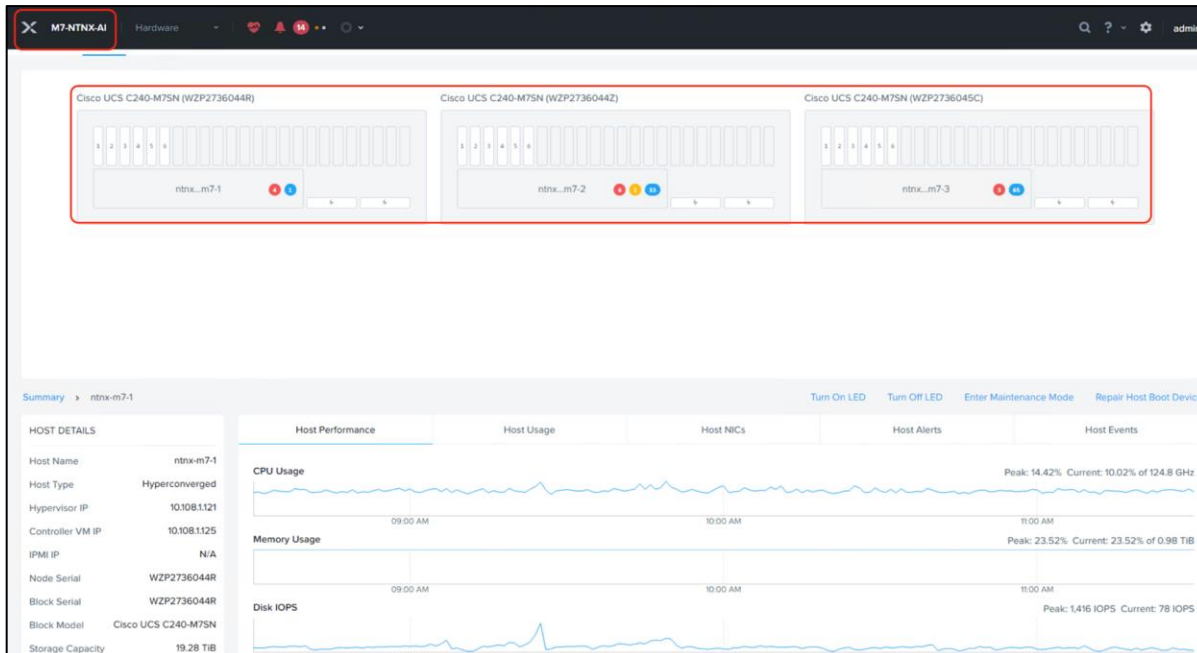 M7-NTNX-AI Hardware 14 ? admin
Cisco UCS C240-M7SN (WZP2736044R) Cisco UCS C240-M7SN (WZP2736044Z) Cisco UCS C240-M7SN (WZP2736045C)
1 2 3 4 5 6 1 2 3 4 5 6 1 2 3 4 5 6
ntnx...m7-1 4 1 ntnx...m7-2 ntnx...m7-3
Summary > ntnx-m7-1 Turn On LED Turn Off LED Enter Maintenance Mode Repair Host Boot Devic
HOST DETAILS Host Performance Host Usage Host NICs Host Alerts Host Events
Host Name ntnx-m7-1
Host Type Hyperconverged
Hypervisor IP 10.108.1.121
Controller VM IP 10.108.1.125
IPMI IP N/A
Node Serial WZP2736044R
Block Serial WZP2736044R
Block Model Cisco UCS C240-M7SN
Storage Capacity 19.28 TiB
CPU Usage Peak: 14.42% Current: 10.02% of 124.8 GHz
09:00 AM 10:00 AM 11:00 AM
Memory Usage Peak: 23.52% Current: 23.52% of 0.98 TiB
09:00 AM 10:00 AM 11:00 AM
Disk IOPS Peak: 1,416 IOPS Current: 78 IOPS